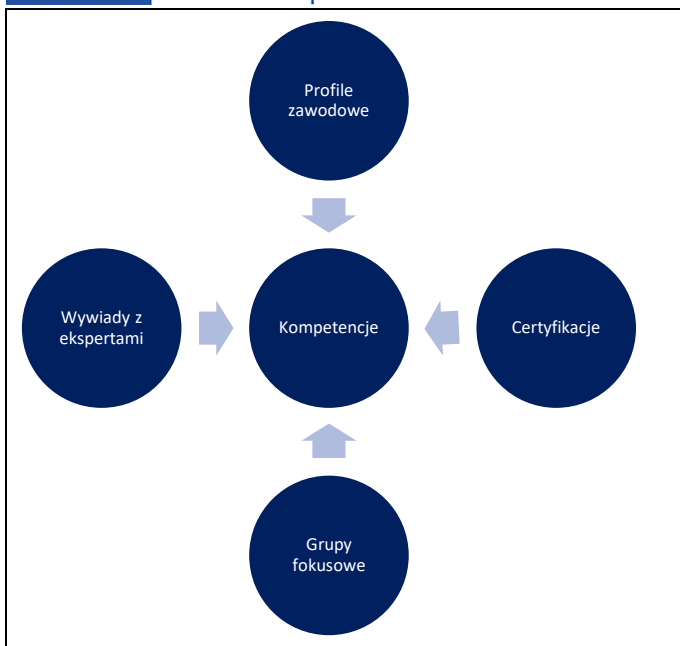 Profile
zawodowe
Wywiady z
ekspertami
Kompetencje
Certyfikacje
Grupy
fokusowe